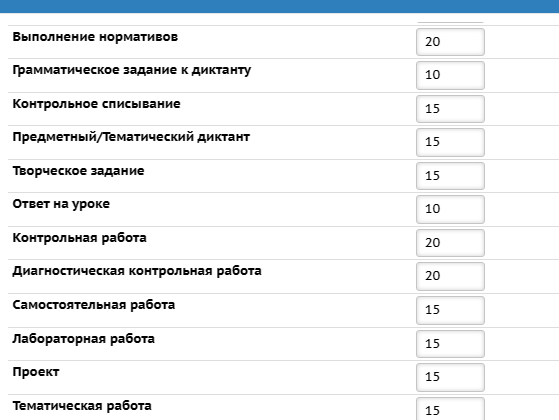 Выполнение нормативов 20
Грамматическое задание к диктанту 10
Контрольное списывание 15
Предметный/Тематический диктант 15
Творческое задание 15
Ответ на уроке 10
Контрольная работа 20
Диагностическая контрольная работа 20
Самостоятельная работа 15
Лабораторная работа 15
Проект 15
Тематическая работа 15